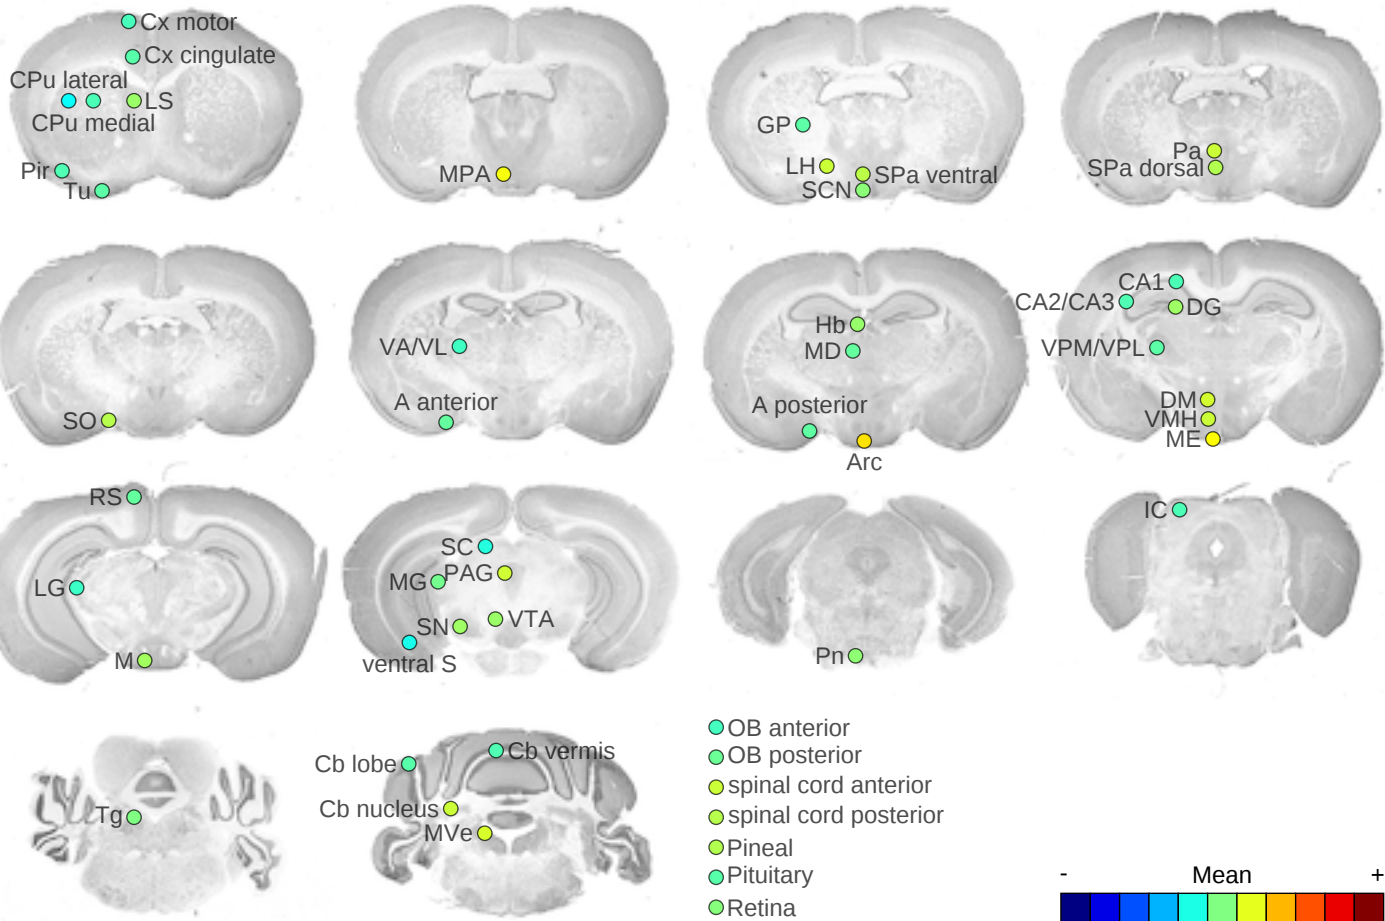 Cx motor
Cx cingulate
CPu lateral
LS
CPu medial
Pir
Tu
MPA
GP
LH
SPa ventral
SCN
Pa
SPa dorsal
SO
VA/VL
A anterior
Hb
MD
A posterior
Arc
CA1
CA2/CA3
DG
VPM/VPL
DM
VMH
ME
RS
LG
M
SC
MG
PAG
SN
VTA
ventral S
Pn
IC
Tg
Cb lobe
Cb vermis
Cb nucleus
MVe
OB anterior
OB posterior
spinal cord anterior
spinal cord posterior
Pineal
Pituitary
Retina
- Mean +